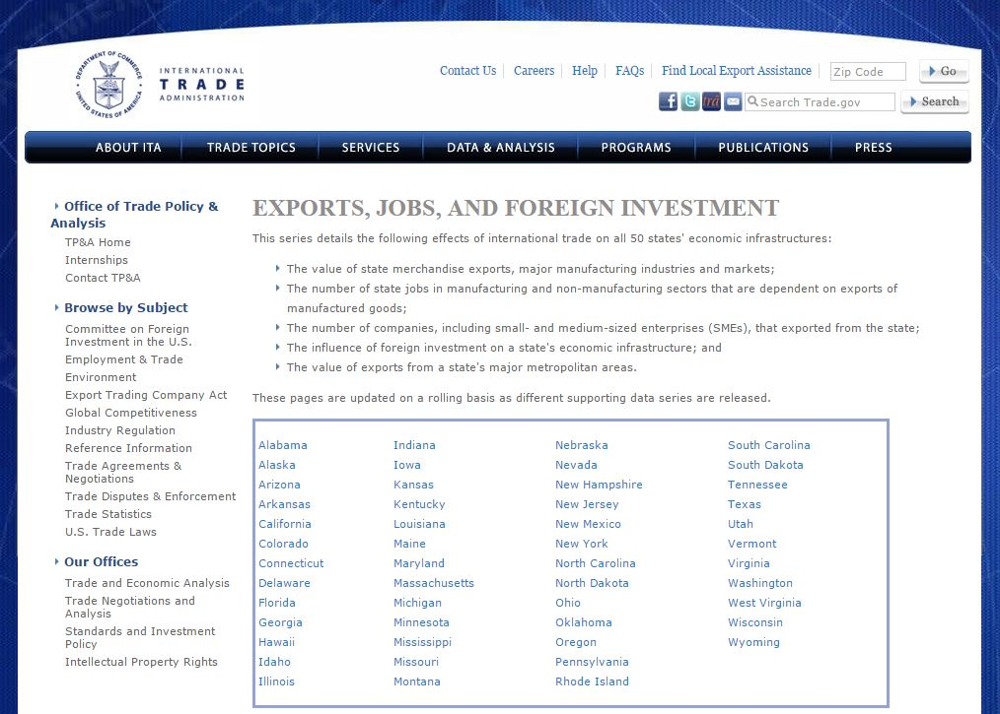 DEPARTMENT OF COMMERCE
UNITED STATES OF AMERICA
INTERNATIONAL
TRADE
ADMINISTRATION
Contact Us
Careers
Help
FAQs
Find Local Export Assistance
Zip Code
Go
Search Trade.gov
Search
ABOUT ITA
TRADE TOPICS
SERVICES
DATA & ANALYSIS
PROGRAMS
PUBLICATIONS
PRESS
Office of Trade Policy &
Analysis
TP&A Home
Internships
Contact TP&A
Browse by Subject
Committee on Foreign
Investment in the U.S.
Employment & Trade
Environment
Export Trading Company Act
Global Competitiveness
Industry Regulation
Reference Information
Trade Agreements &
Negotiations
Trade Disputes & Enforcement
Trade Statistics
U.S. Trade Laws
Our Offices
Trade and Economic Analysis
Trade Negotiations and
Analysis
Standards and Investment
Policy
Intellectual Property Rights
EXPORTS, JOBS, AND FOREIGN INVESTMENT
This series details the following effects of international trade on all 50 states' economic infrastructures:
The value of state merchandise exports, major manufacturing industries and markets;
The number of state jobs in manufacturing and non-manufacturing sectors that are dependent on exports of
manufactured goods;
The number of companies, including small- and medium-sized enterprises (SMEs), that exported from the state;
The influence of foreign investment on a state's economic infrastructure; and
The value of exports from a state's major metropolitan areas.
These pages are updated on a rolling basis as different supporting data series are released.
Alabama
Alaska
Arizona
Arkansas
California
Colorado
Connecticut
Delaware
Florida
Georgia
Hawaii
Idaho
Illinois
Indiana
Iowa
Kansas
Kentucky
Louisiana
Maine
Maryland
Massachusetts
Michigan
Minnesota
Mississippi
Missouri
Montana
Nebraska
Nevada
New Hampshire
New Jersey
New Mexico
New York
North Carolina
North Dakota
Ohio
Oklahoma
Oregon
Pennsylvania
Rhode Island
South Carolina
South Dakota
Tennessee
Texas
Utah
Vermont
Virginia
Washington
West Virginia
Wisconsin
Wyoming